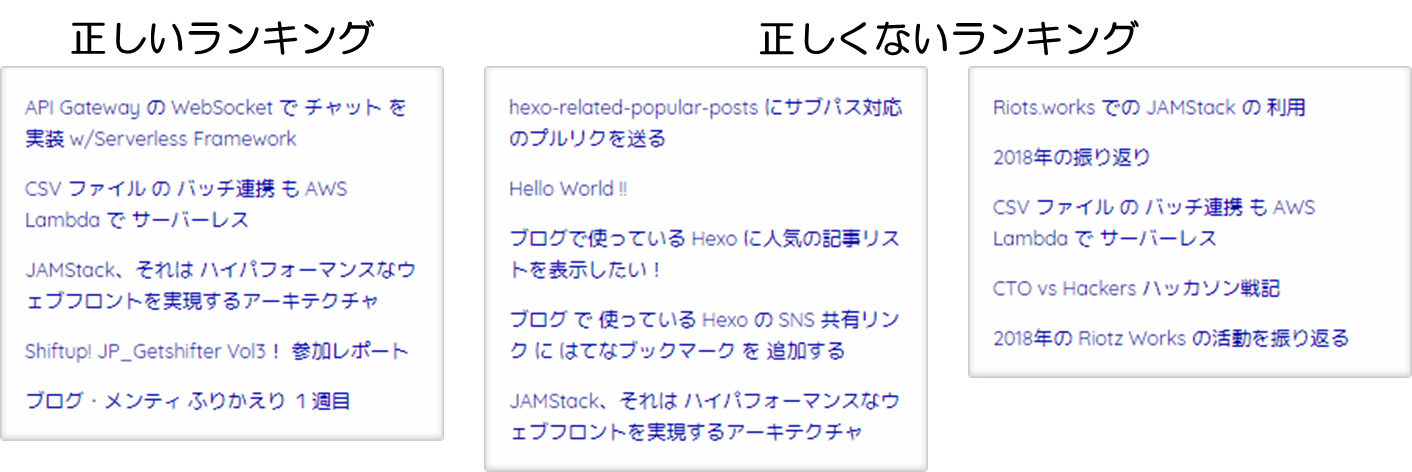 正しいランキング
API Gateway の WebSocket で チャット を
実装 w/Serverless Framework
CSV ファイル の バッチ連携 も AWS
Lambda で サーバーレス
JAMStack、それは ハイパフォーマンスなウ
ェブフロントを実現するアーキテクチャ
Shiftup! JP_Getshifter Vol3！ 参加レポート
ブログ・メンティ ふりかえり 1 週目
正しくないランキング
hexo-related-popular-posts にサブパス対応
のプルリクを送る
Hello World !!
ブログで使っている Hexo に人気の記事リス
トを表示したい！
ブログ で 使っている Hexo の SNS 共有リン
ク に はてなブックマーク を 追加する
JAMStack、それは ハイパフォーマンスなウ
ェブフロントを実現するアーキテクチャ
Riots.works での JAMStack の 利用
2018年の振り返り
CSV ファイル の バッチ連携 も AWS
Lambda で サーバーレス
CTO vs Hackers ハッカソン戦記
2018年の Riotz Works の活動を振り返る